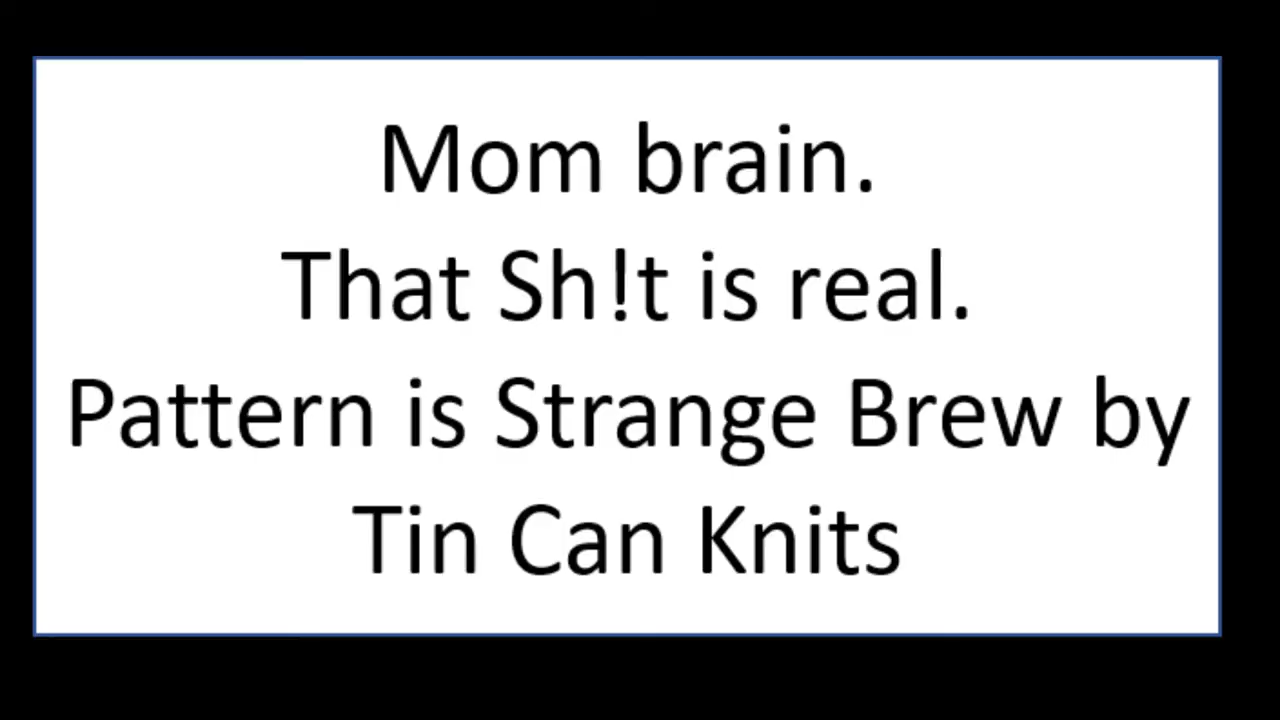 Mom brain.
That Sh!t is real.
Pattern is Strange Brew by
Tin Can Knits